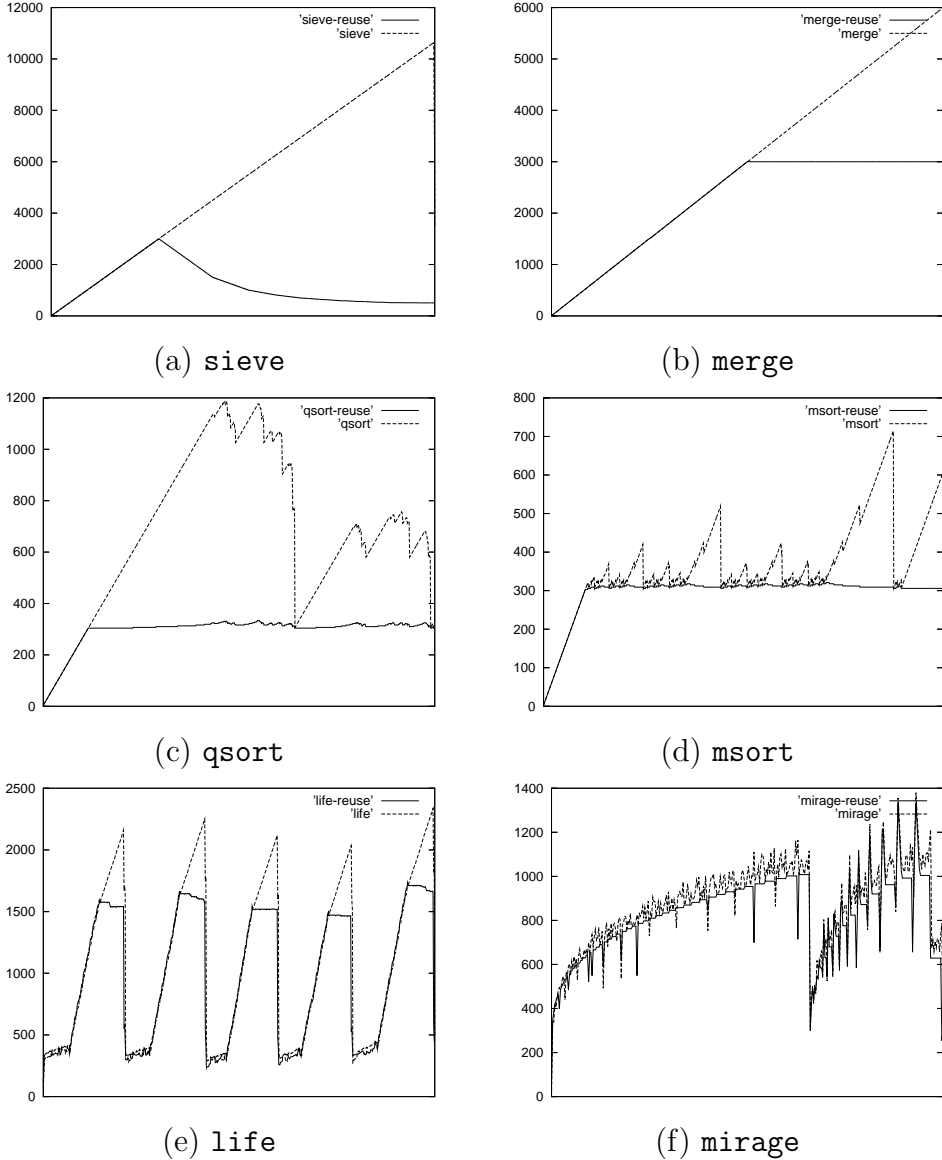 12000
10000
8000
6000
4000
2000
0
'sieve-reuse'
'sieve'
(a) sieve
6000
5000
4000
3000
2000
1000
0
'merge-reuse'
'merge'
(b) merge
1200
1000
800
600
400
200
0
'qsort-reuse'
'qsort'
(c) qsort
800
700
600
500
400
300
200
100
0
'msort-reuse'
'msort'
(d) msort
2500
2000
1500
1000
500
0
'life-reuse'
'life'
(e) life
1400
1200
1000
800
600
400
200
0
'mirage-reuse'
'mirage'
(f) mirage